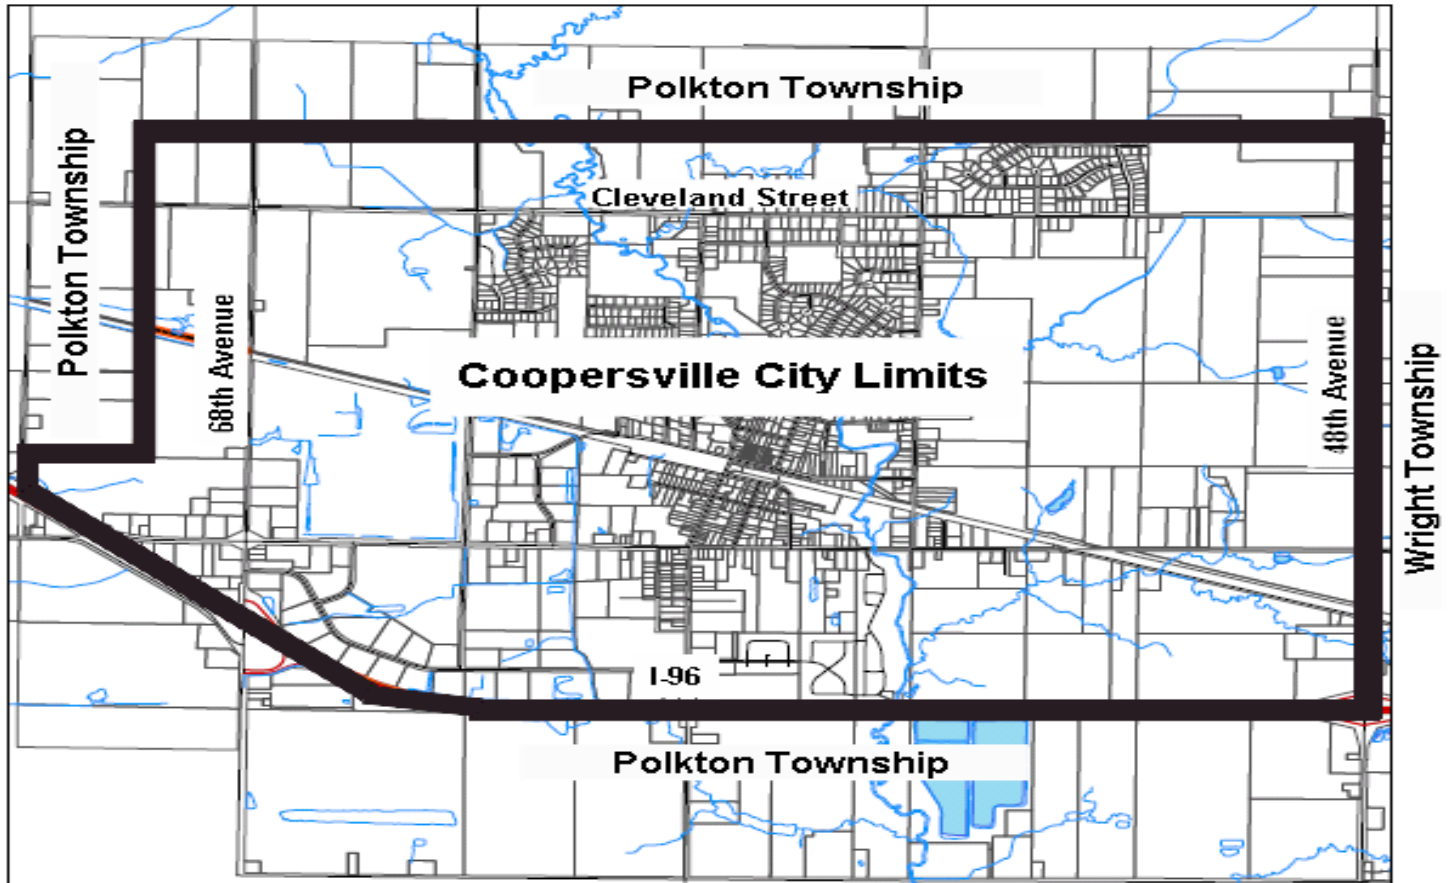 Polkton Township
Polkton Township
Cleveland Street
68th Avenue
Coopersville City Limits
48th Avenue
Wright Township
I-96
Polkton Township